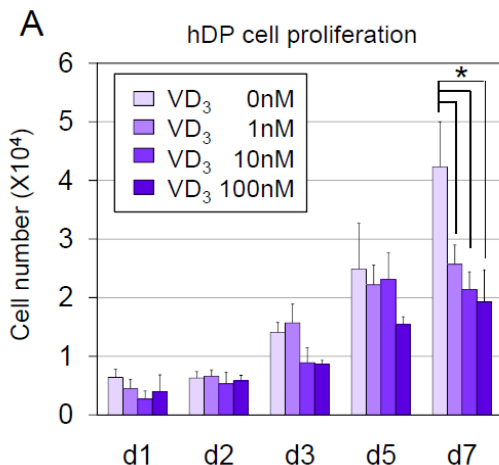 A
hDP cell proliferation
Cell number (X10⁴)
6
5
4
3
2
1
0
VD₃ 0nM
VD₃ 1nM
VD₃ 10nM
VD₃ 100nM
*
d1 d2 d3 d5 d7